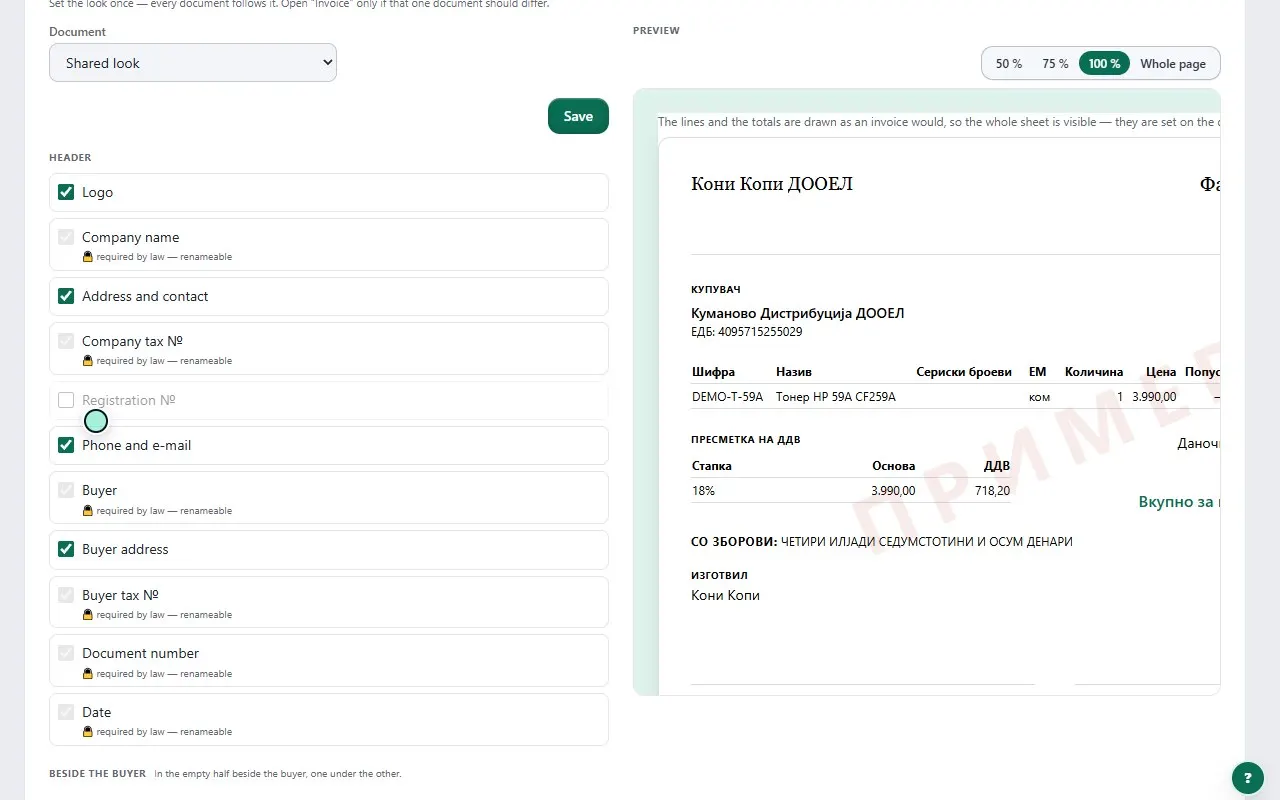 Set the look once — every document follows it. Open "Invoice" only if that one document should differ.
Document
Shared look
Save
HEADER
Logo
Company name
required by law — renameable
Address and contact
Company tax №
required by law — renameable
Registration №
Phone and e-mail
Buyer
required by law — renameable
Buyer address
Buyer tax №
required by law — renameable
Document number
required by law — renameable
Date
required by law — renameable
BESIDE THE BUYER In the empty half beside the buyer, one under the other.
PREVIEW
50 % 75 % 100 % Whole page
The lines and the totals are drawn as an invoice would, so the whole sheet is visible — they are set on the
Кони Копи ДООЕЛ
КУПУВАЧ
Куманово Дистрибуција ДООЕЛ
ЕДБ: 4095715255029
Шифра Назив Сериски броеви ЕМ Количина Цена Попус
DEMO-T-59A Тонер HP 59A CF259A ком 1 3.990,00 –
ПРЕСМЕТКА НА ДДВ
Даноч
Стапка Основа ДДВ
18% 3.990,00 718,20
Вкупно за
СО ЗБОРОВИ: ЧЕТИРИ ИЛЈАДИ СЕДУМСТОТИНИ И ОСУМ ДЕНАРИ
ИЗГОТВИЛ
Кони Копи
ПРИМЕР
?